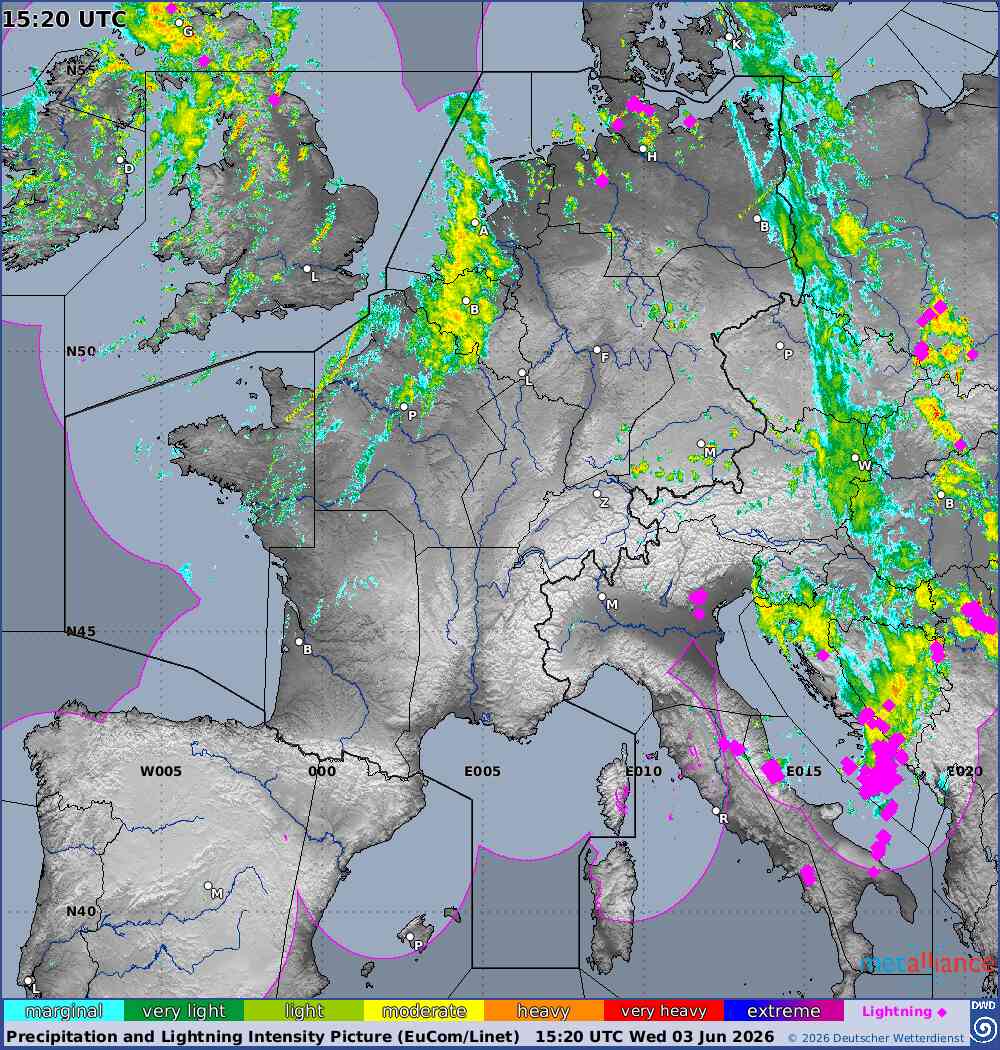 15:20 UTC
G
K
N55
D
H
A
B
L
B
N50
P
F
L
P
M
W
Z
B
M
N45
B
W005
000
E005
E010
E015
E020
R
M
N40
P
L
metalliance
marginal very light light moderate heavy very heavy extreme Lightning
DWD
Precipitation and Lightning Intensity Picture (EuCom/Linet) 15:20 UTC Wed 03 Jun 2026 © 2026 Deutscher Wetterdienst